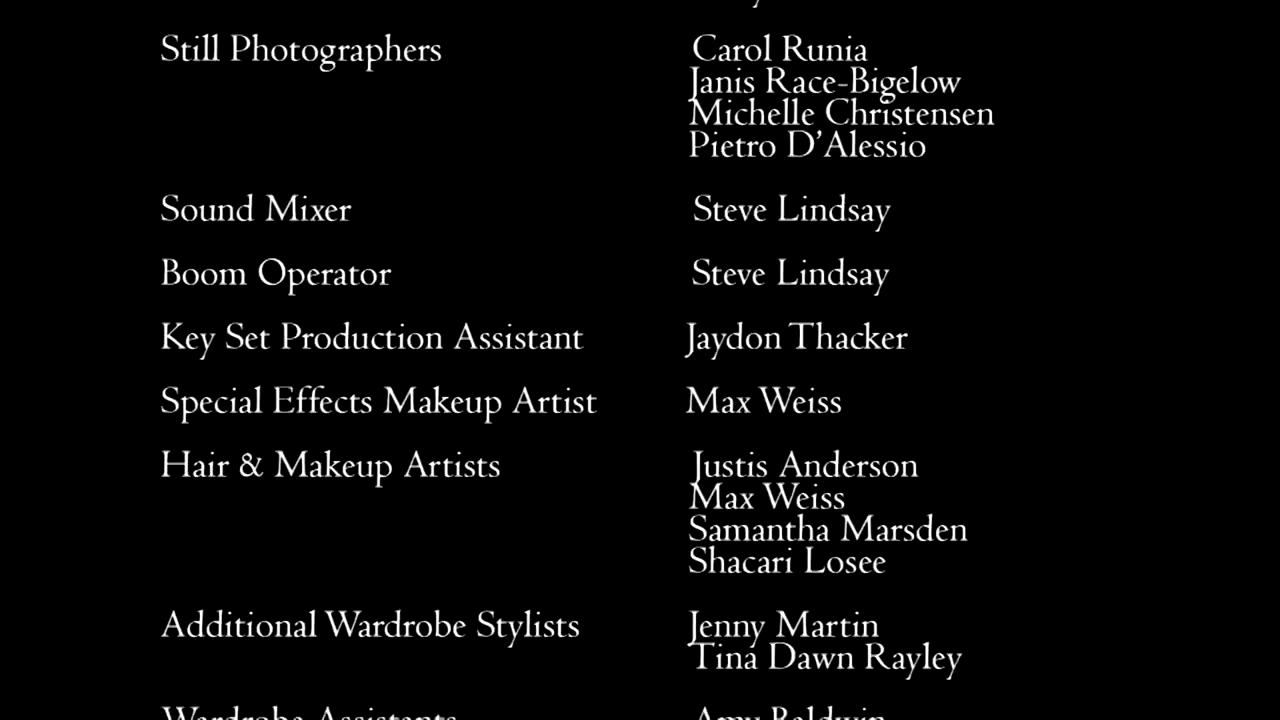 Still Photographers Carol Runia
Janis Race-Bigelow
Michelle Christensen
Pietro D'Alessio
Sound Mixer Steve Lindsay
Boom Operator Steve Lindsay
Key Set Production Assistant Jaydon Thacker
Special Effects Makeup Artist Max Weiss
Hair & Makeup Artists Justis Anderson
Max Weiss
Samantha Marsden
Shacari Losee
Additional Wardrobe Stylists Jenny Martin
Tina Dawn Rayley
Wardrobe Assistants Amy Baldwin